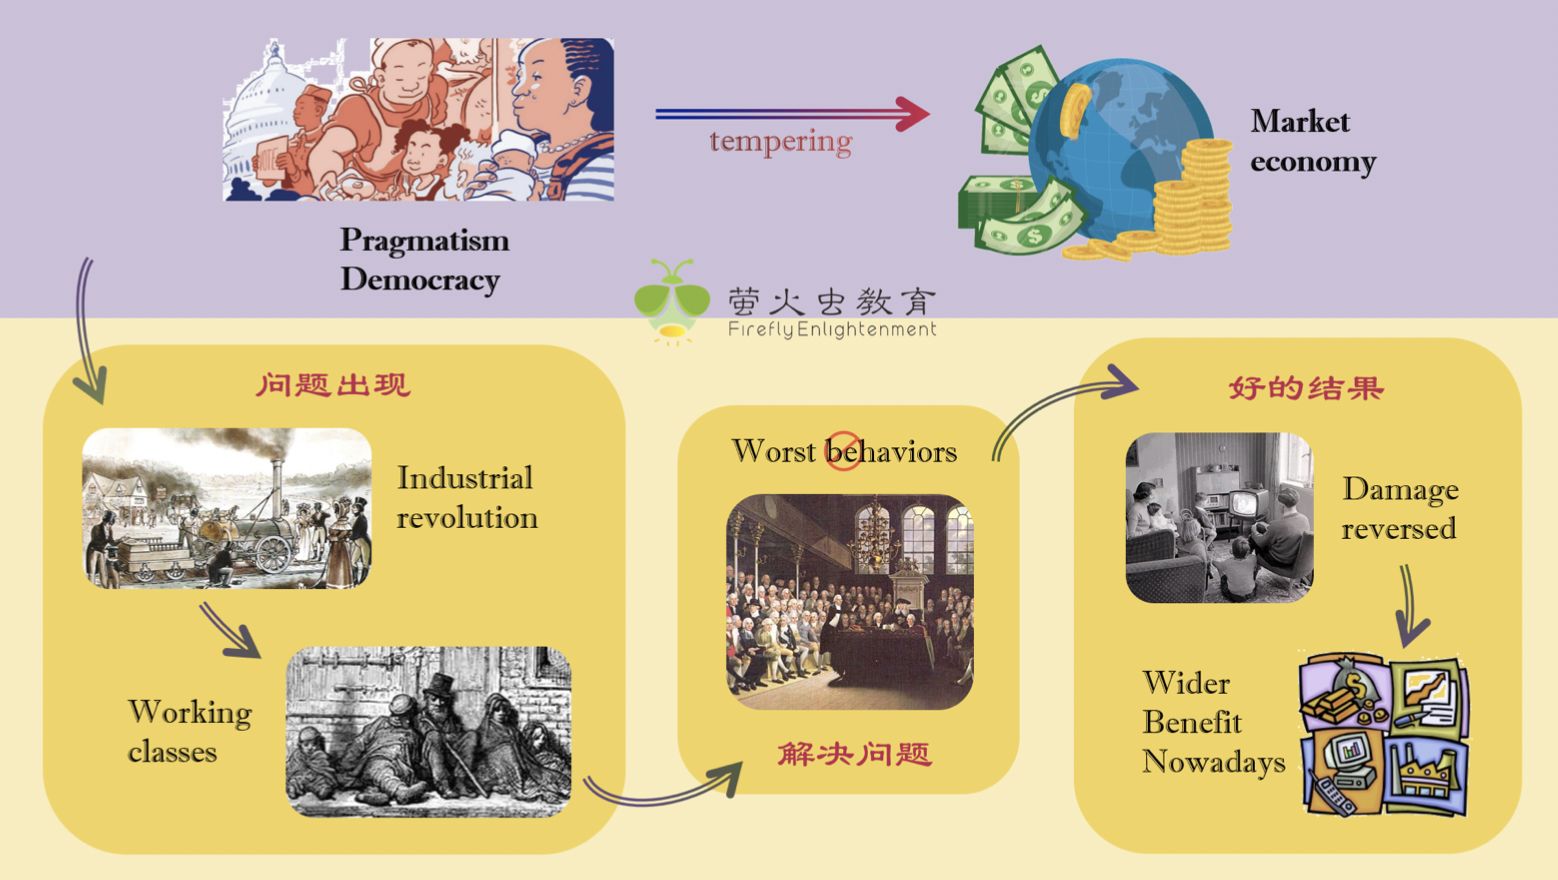 tempering
Market
economy
Pragmatism
Democracy
萤火虫教育
FireflyEnlightenment
问题出现
Industrial
revolution
Working
classes
Worst behaviors
解决问题
好的结果
Damage
reversed
Wider
Benefit
Nowadays